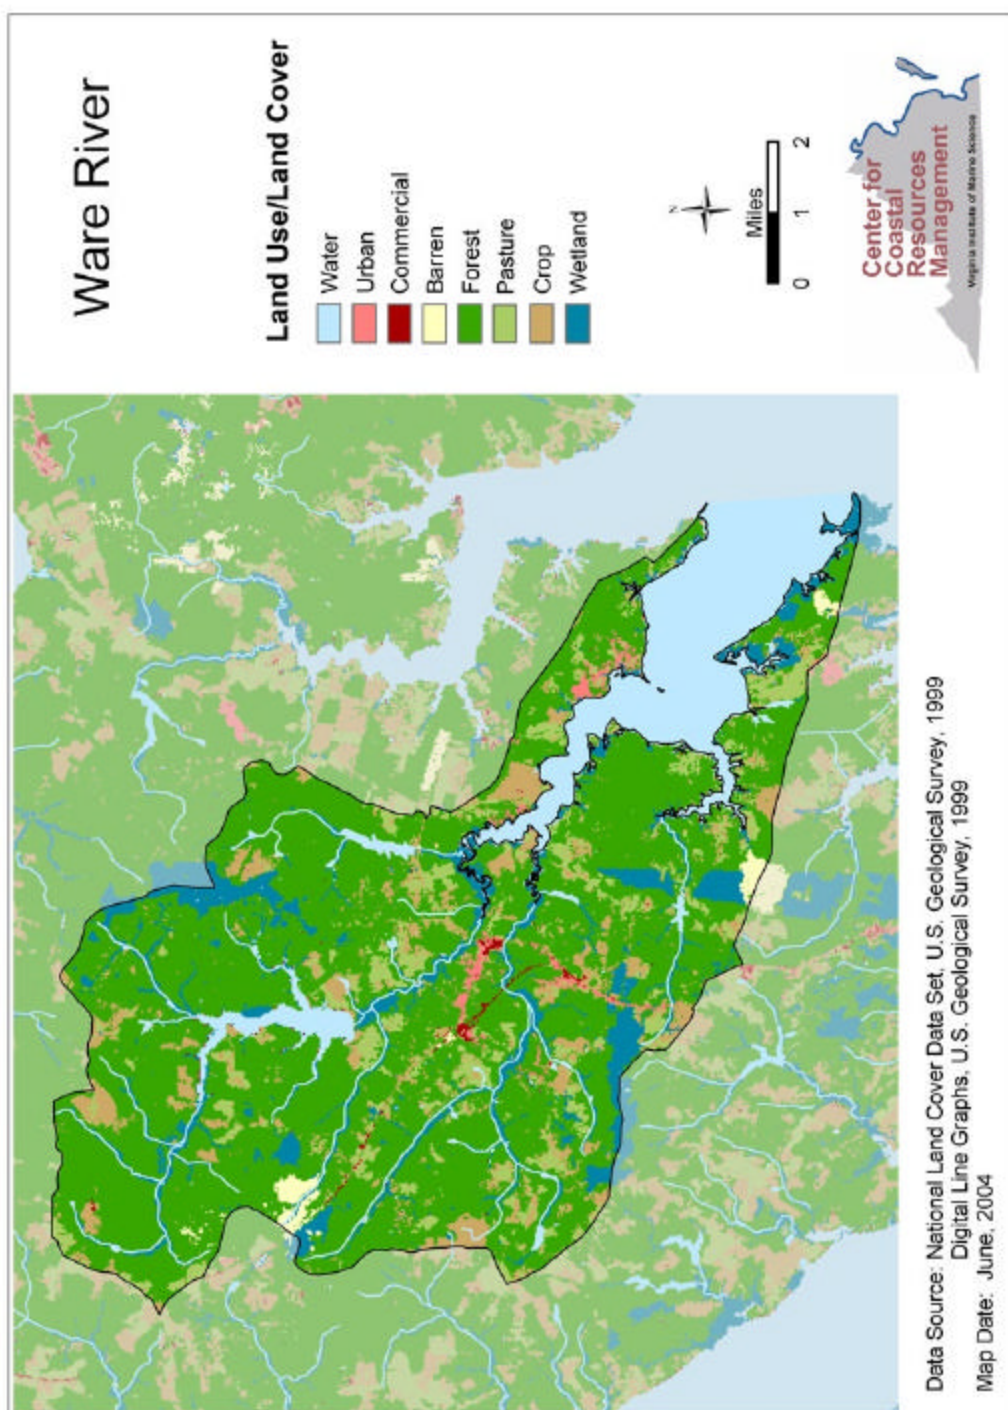 Ware River
Land Use/Land Cover
Water
Urban
Commercial
Barren
Forest
Pasture
Crop
Wetland
N
Miles
0 1 2
Center for
Coastal
Resources
Management
Virginia Institute of Marine Science
Data Source: National Land Cover Data Set, U.S. Geological Survey, 1999
Digital Line Graphs, U.S. Geological Survey, 1999
Map Date: June, 2004